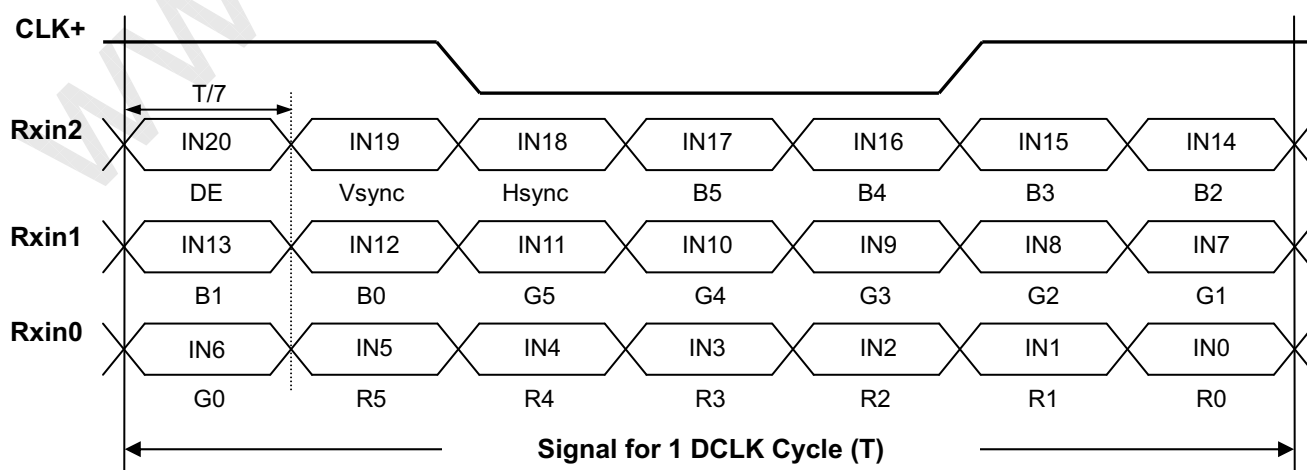 CLK+
T/7
Rxin2 IN20 IN19 IN18 IN17 IN16 IN15 IN14
DE Vsync Hsync B5 B4 B3 B2
Rxin1 IN13 IN12 IN11 IN10 IN9 IN8 IN7
B1 B0 G5 G4 G3 G2 G1
Rxin0 IN6 IN5 IN4 IN3 IN2 IN1 IN0
G0 R5 R4 R3 R2 R1 R0
Signal for 1 DCLK Cycle (T)